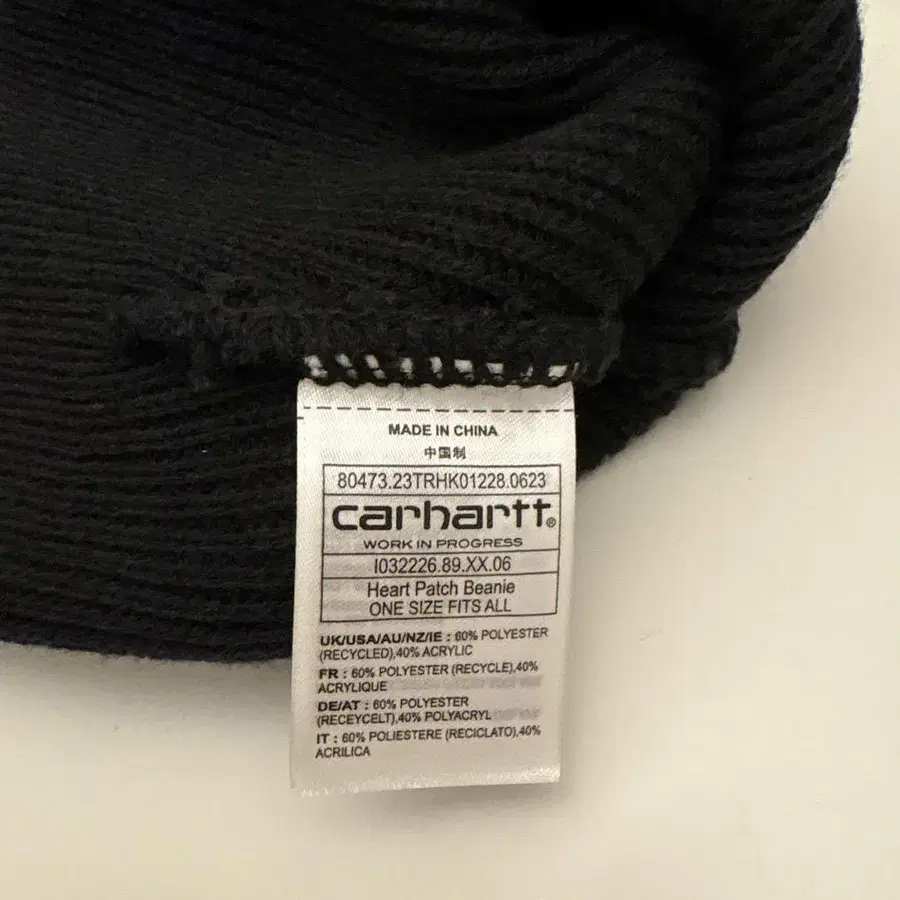 MADE IN CHINA
中国制
80473.23TRHK01228.0623
carhartt®
WORK IN PROGRESS
I032226.89.XX.06
Heart Patch Beanie
ONE SIZE FITS ALL
UK/USA/AU/NZ/IE : 60% POLYESTER
(RECYCLED),40% ACRYLIC
FR : 60% POLYESTER (RECYCLE),40%
ACRYLIQUE
DE/AT : 60% POLYESTER
(RECEYCELT),40% POLYACRYL
IT : 60% POLIESTERE (RICICLATO),40%
ACRILICA